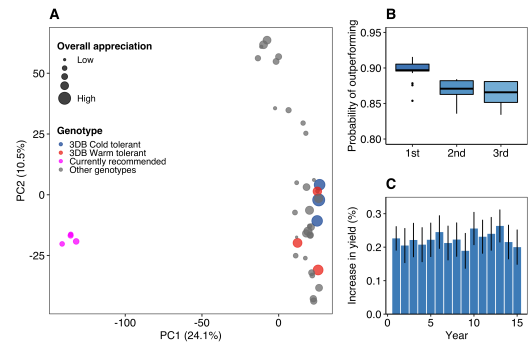 A
Overall appreciation
Low
High
Genotype
3DB Cold tolerant
3DB Warm tolerant
Currently recommended
Other genotypes
PC2 (10.5%)
50
25
0
-25
-100
-50
0
PC1 (24.1%)
B
Probability of outperforming
0.95
0.90
0.85
0.80
1st
2nd
3rd
C
Increase in yield (%)
0.3
0.2
0.1
0.0
0
5
10
15
Year